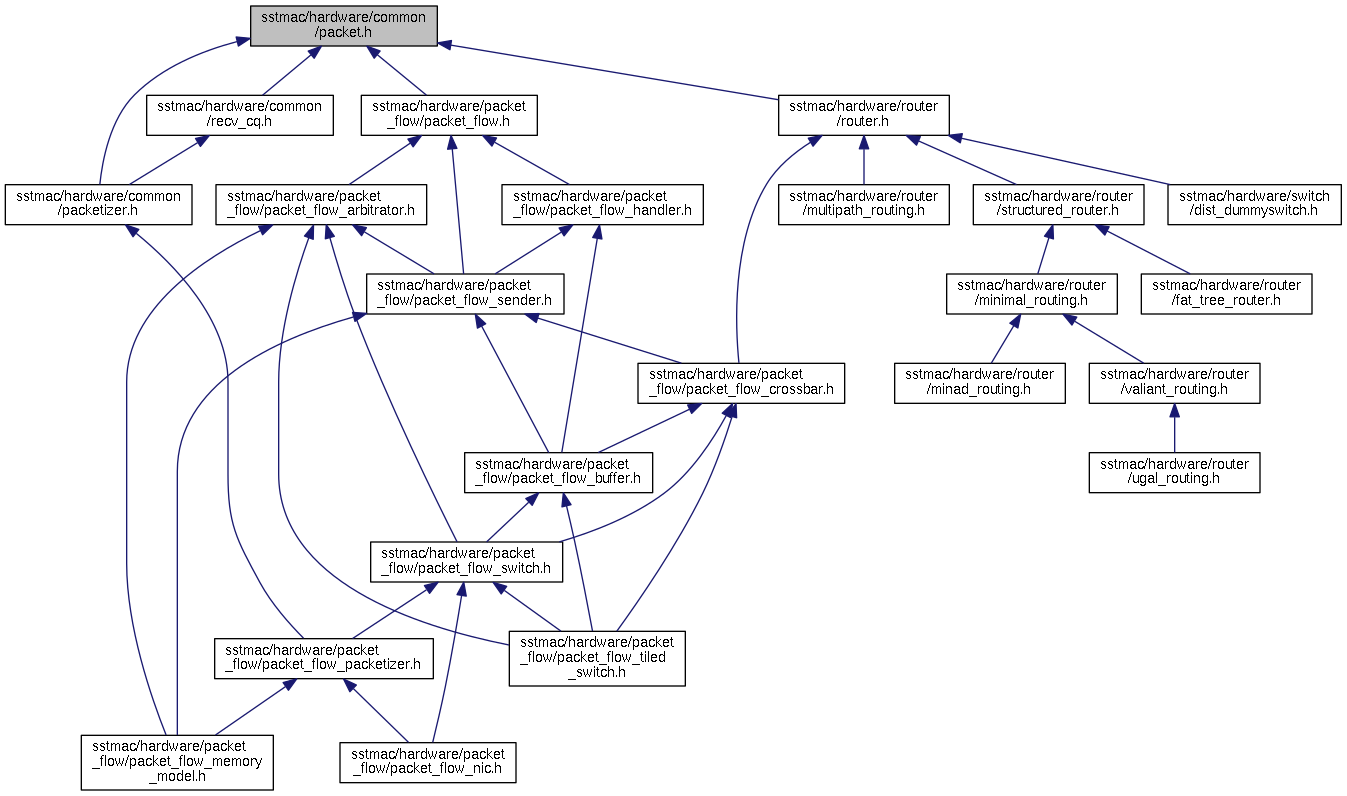 sstmac/hardware/common
/packet.h
sstmac/hardware/common
/recv_cq.h
sstmac/hardware/packet
_flow/packet_flow.h
sstmac/hardware/router
/router.h
sstmac/hardware/common
/packetizer.h
sstmac/hardware/packet
_flow/packet_flow_arbitrator.h
sstmac/hardware/packet
_flow/packet_flow_handler.h
sstmac/hardware/router
/multipath_routing.h
sstmac/hardware/router
/structured_router.h
sstmac/hardware/switch
/dist_dummyswitch.h
sstmac/hardware/packet
_flow/packet_flow_sender.h
sstmac/hardware/router
/minimal_routing.h
sstmac/hardware/router
/fat_tree_router.h
sstmac/hardware/packet
_flow/packet_flow_crossbar.h
sstmac/hardware/router
/minad_routing.h
sstmac/hardware/router
/valiant_routing.h
sstmac/hardware/packet
_flow/packet_flow_buffer.h
sstmac/hardware/router
/ugal_routing.h
sstmac/hardware/packet
_flow/packet_flow_switch.h
sstmac/hardware/packet
_flow/packet_flow_packetizer.h
sstmac/hardware/packet
_flow/packet_flow_tiled
_switch.h
sstmac/hardware/packet
_flow/packet_flow_memory
_model.h
sstmac/hardware/packet
_flow/packet_flow_nic.h